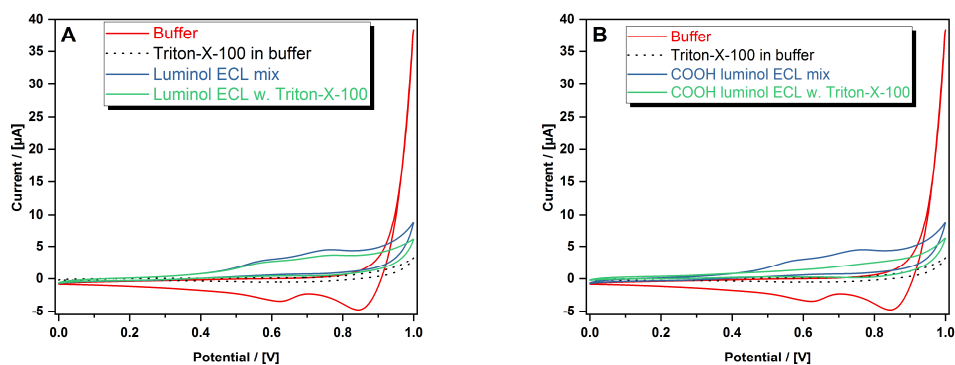 A
Buffer
Triton-X-100 in buffer
Luminol ECL mix
Luminol ECL w. Triton-X-100
40
35
30
25
20
15
10
5
0
-5
Current / [µA]
0.0 0.2 0.4 0.6 0.8 1.0
Potential / [V]
B
Buffer
Triton-X-100 in buffer
COOH luminol ECL mix
COOH luminol ECL w. Triton-X-100
40
35
30
25
20
15
10
5
0
-5
Current / [µA]
0.0 0.2 0.4 0.6 0.8 1.0
Potential / [V]